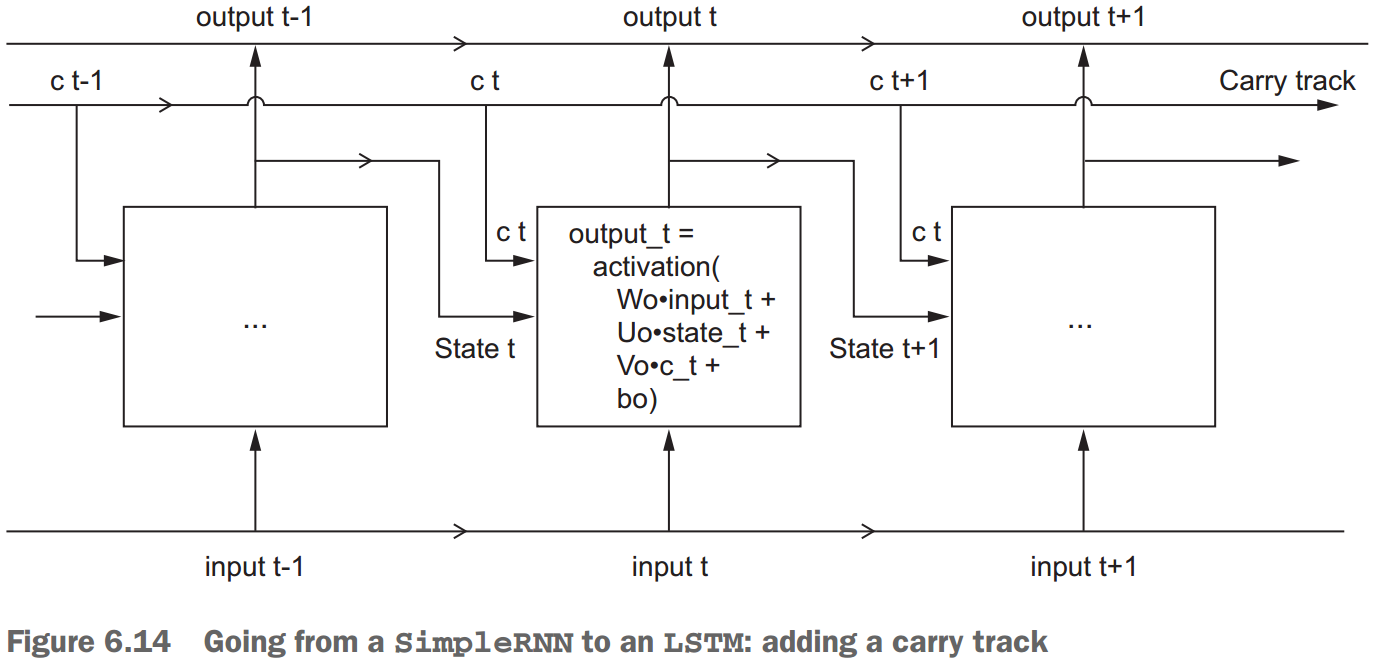 output t-1
output t
output t+1
c t-1
c t
c t+1
Carry track
c t
output_t =
activation(
Wo•input_t +
Uo•state_t +
Vo•c_t +
bo)
c t
...
...
State t
State t+1
input t-1
input t
input t+1
Figure 6.14 Going from a SimpleRNN to an LSTM: adding a carry track